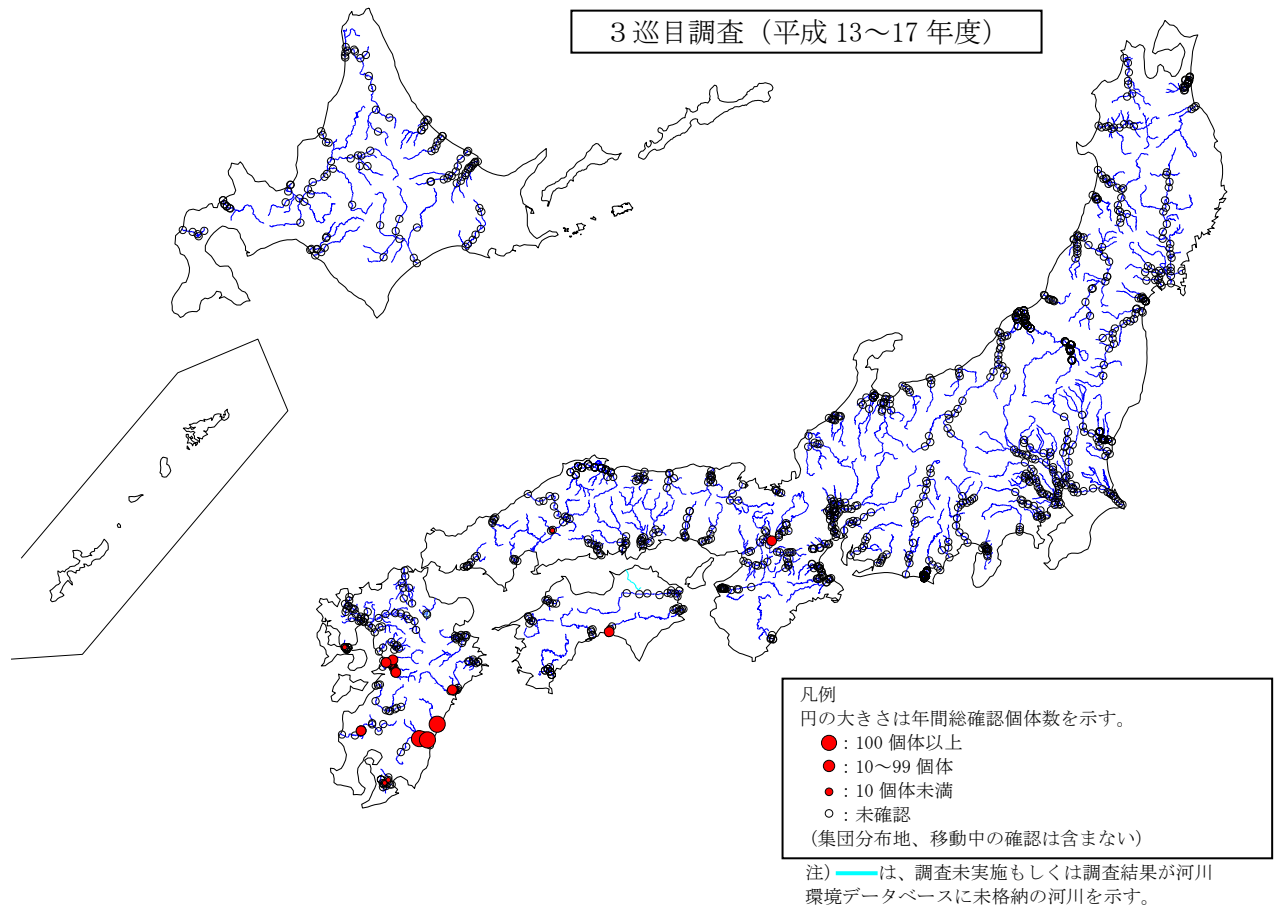 3巡目調査（平成 13～17 年度）
凡例
円の大きさは年間総確認個体数を示す。
：100 個体以上
：10～99 個体
：10 個体未満
：未確認
(集団分布地、移動中の確認は含まない)
注) は、調査未実施もしくは調査結果が河川
環境データベースに未格納の河川を示す。